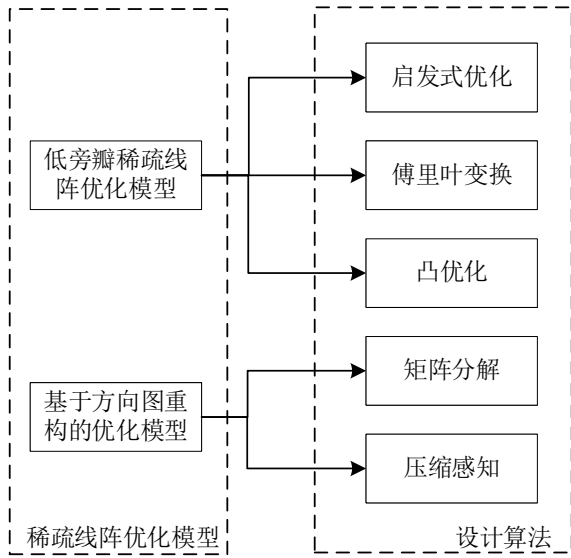 启发式优化
低旁瓣稀疏线
阵优化模型
傅里叶变换
凸优化
矩阵分解
基于方向图重
构的优化模型
压缩感知
稀疏线阵优化模型
设计算法